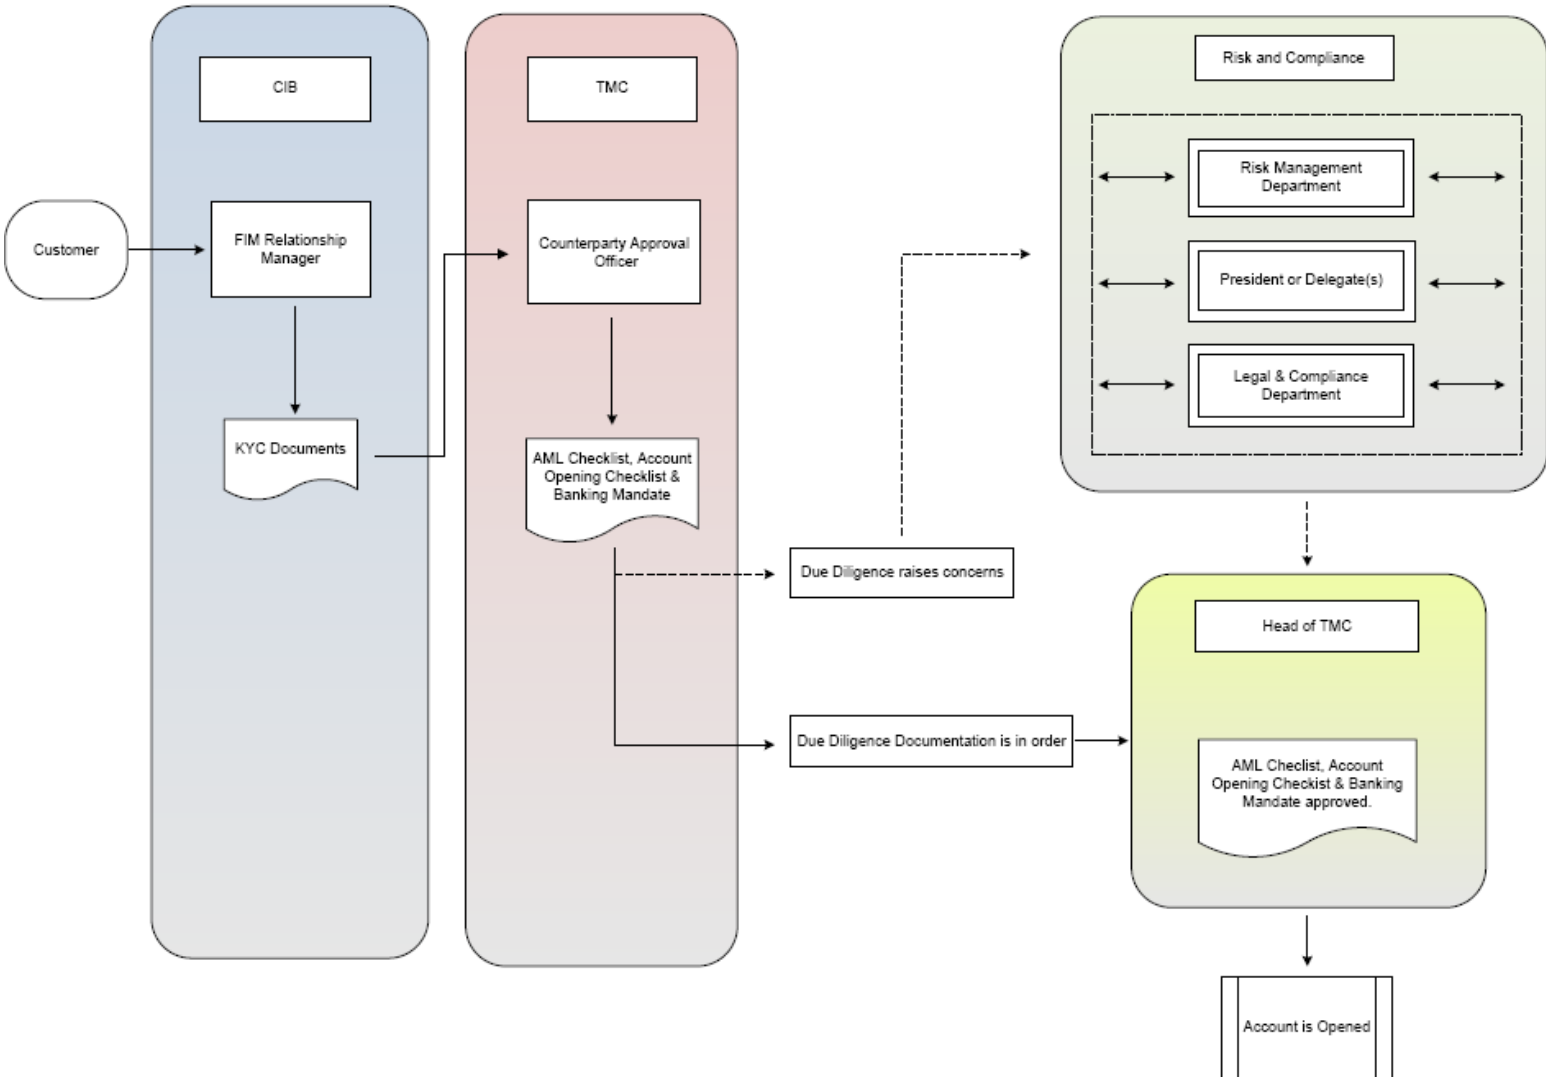 CIB
TMC
Risk and Compliance
Customer
FIM Relationship
Manager
KYC Documents
Counterparty Approval
Officer
AML Checklist, Account
Opening Checklist &
Banking Mandate
Risk Management
Department
President or Delegate(s)
Legal & Compliance
Department
Due Diligence raises concerns
Due Diligence Documentation is in order
Head of TMC
AML Checlist, Account
Opening Checkist & Banking
Mandate approved.
Account is Opened